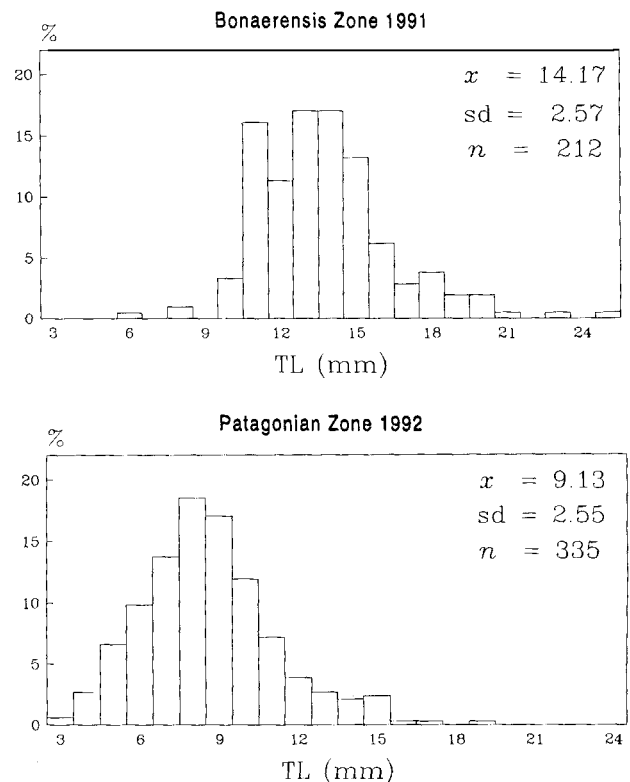 Bonaerensis Zone 1991
%
20
15
10
5
0
x = 14.17
sd = 2.57
n = 212
3 6 9 12 15 18 21 24
TL (mm)
Patagonian Zone 1992
%
20
15
10
5
0
x = 9.13
sd = 2.55
n = 335
3 6 9 12 15 18 21 24
TL (mm)